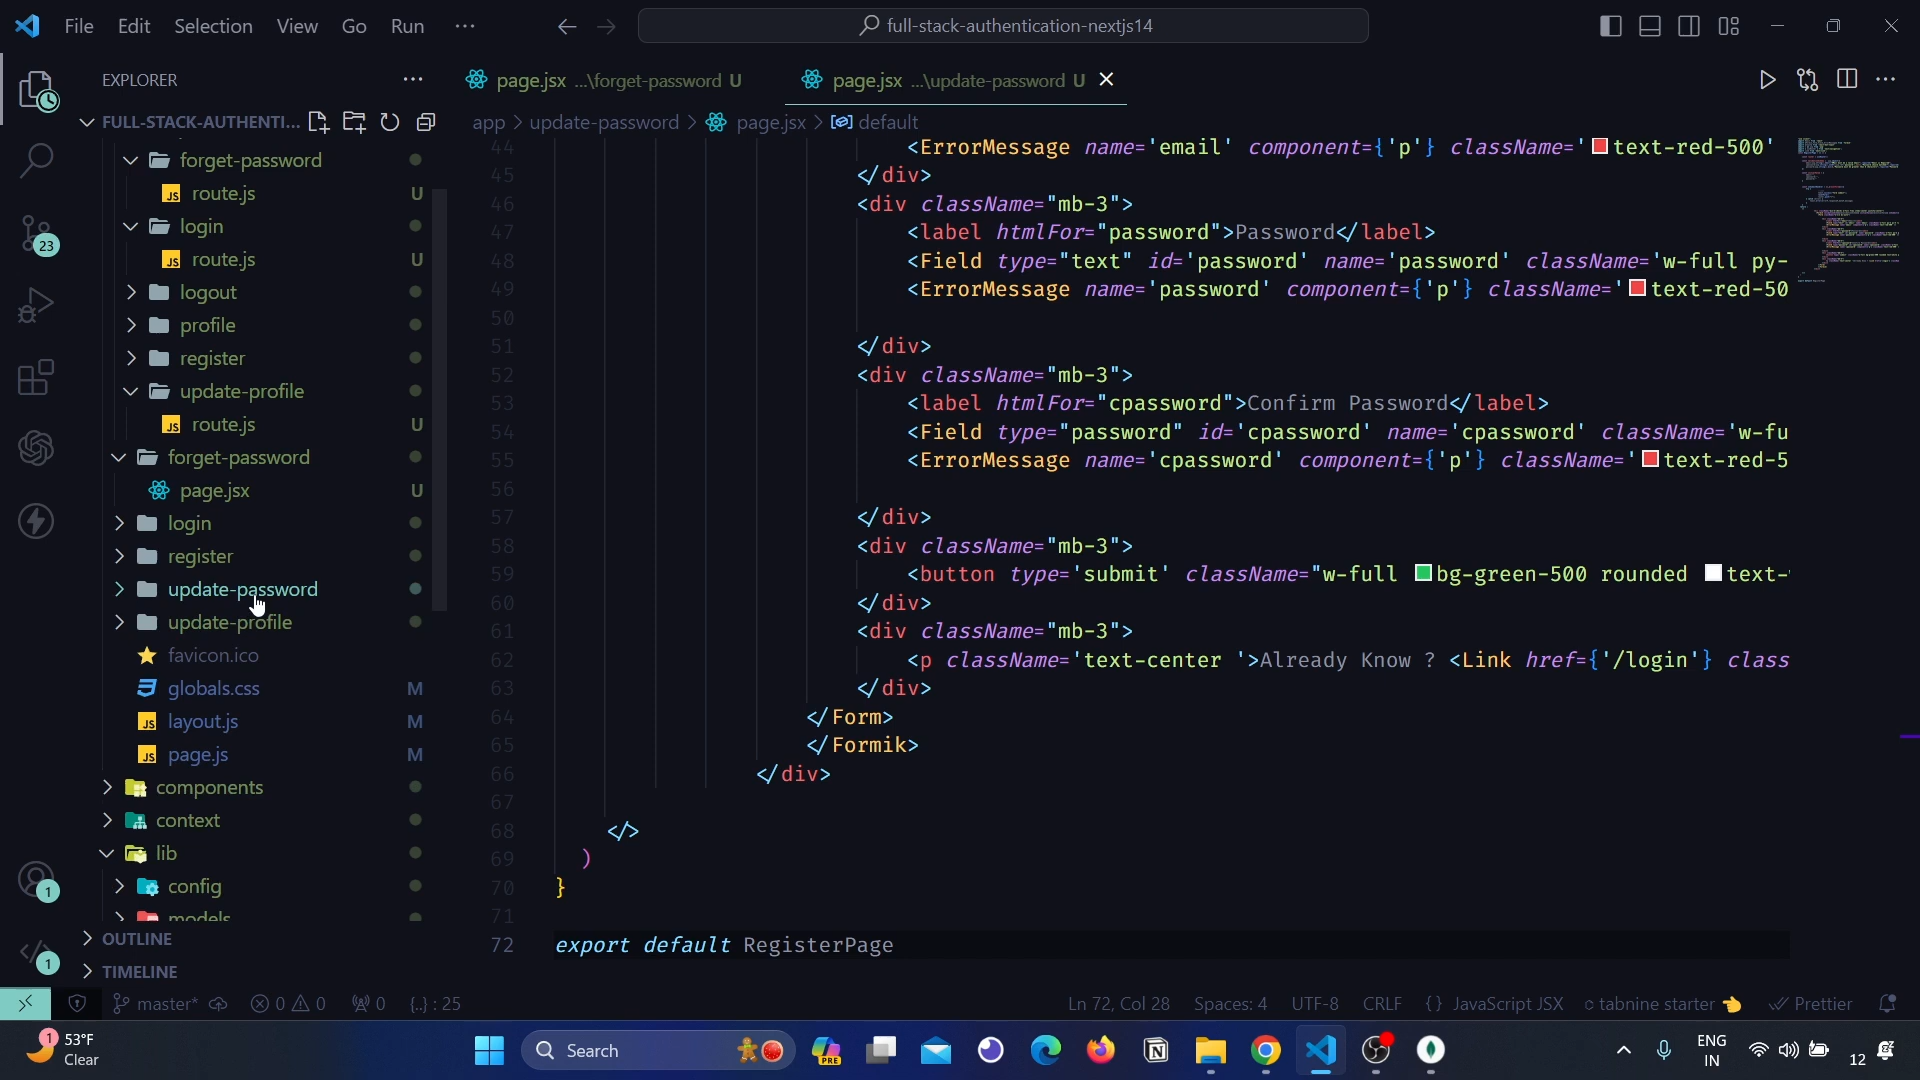 File Edit Selection View Go Run ···
full-stack-authentication-nextjs14
EXPLORER
FULL-STACK-AUTHENTI...
forget-password
route.js U
login
route.js U
logout
profile
register
update-profile
route.js U
forget-password
page.jsx U
login
register
update-password
update-profile
favicon.ico
globals.css M
layout.js M
page.js M
components
context
lib
config
models
OUTLINE
TIMELINE
23
1
1
page.jsx ...\forget-password U
page.jsx ...\update-password U
app > update-password > page.jsx > default
44 <ErrorMessage name='email' component={'p'} className='text-red-500'
45 </div>
46 <div className="mb-3">
47 <label htmlFor="password">Password</label>
48 <Field type="text" id='password' name='password' className='w-full py-
49 <ErrorMessage name='password' component={'p'} className='text-red-50
50
51 </div>
52 <div className="mb-3">
53 <label htmlFor="cpassword">Confirm Password</label>
54 <Field type="password" id='cpassword' name='cpassword' className='w-fu
55 <ErrorMessage name='cpassword' component={'p'} className='text-red-5
56
57 </div>
58 <div className="mb-3">
59 <button type='submit' className="w-full bg-green-500 rounded text-
60 </div>
61 <div className="mb-3">
62 <p className='text-center '>Already Know ? <Link href={'/login'} class
63 </div>
64 </Form>
65 </Formik>
66 </div>
67
68 </>
69 )
70 }
71
72 export default RegisterPage
master* 0 0 0 {..} : 25
Ln 72, Col 28 Spaces: 4 UTF-8 CRLF {} JavaScript JSX tabnine starter Prettier
1 53°F
Clear
Search
PRE
ENG
IN
12